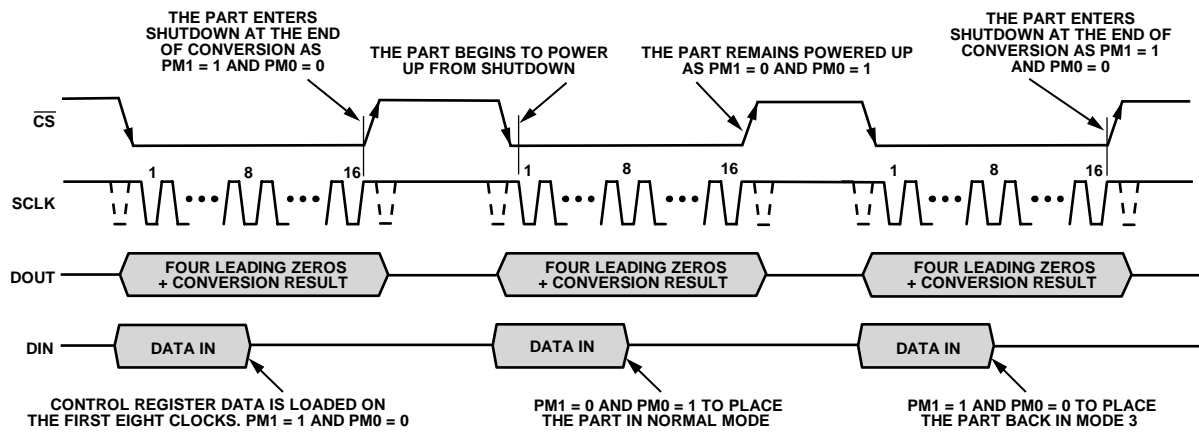 THE PART ENTERS
SHUTDOWN AT THE END
OF CONVERSION AS
PM1 = 1 AND PM0 = 0
THE PART BEGINS TO POWER
UP FROM SHUTDOWN
THE PART REMAINS POWERED UP
AS PM1 = 0 AND PM0 = 1
THE PART ENTERS
SHUTDOWN AT THE END OF
CONVERSION AS PM1 = 1
AND PM0 = 0
CS
1 8 16 1 8 16 1 8 16
SCLK
DOUT
FOUR LEADING ZEROS
+ CONVERSION RESULT
FOUR LEADING ZEROS
+ CONVERSION RESULT
FOUR LEADING ZEROS
+ CONVERSION RESULT
DIN
DATA IN
DATA IN
DATA IN
CONTROL REGISTER DATA IS LOADED ON
THE FIRST EIGHT CLOCKS. PM1 = 1 AND PM0 = 0
PM1 = 0 AND PM0 = 1 TO PLACE
THE PART IN NORMAL MODE
PM1 = 1 AND PM0 = 0 TO PLACE
THE PART BACK IN MODE 3